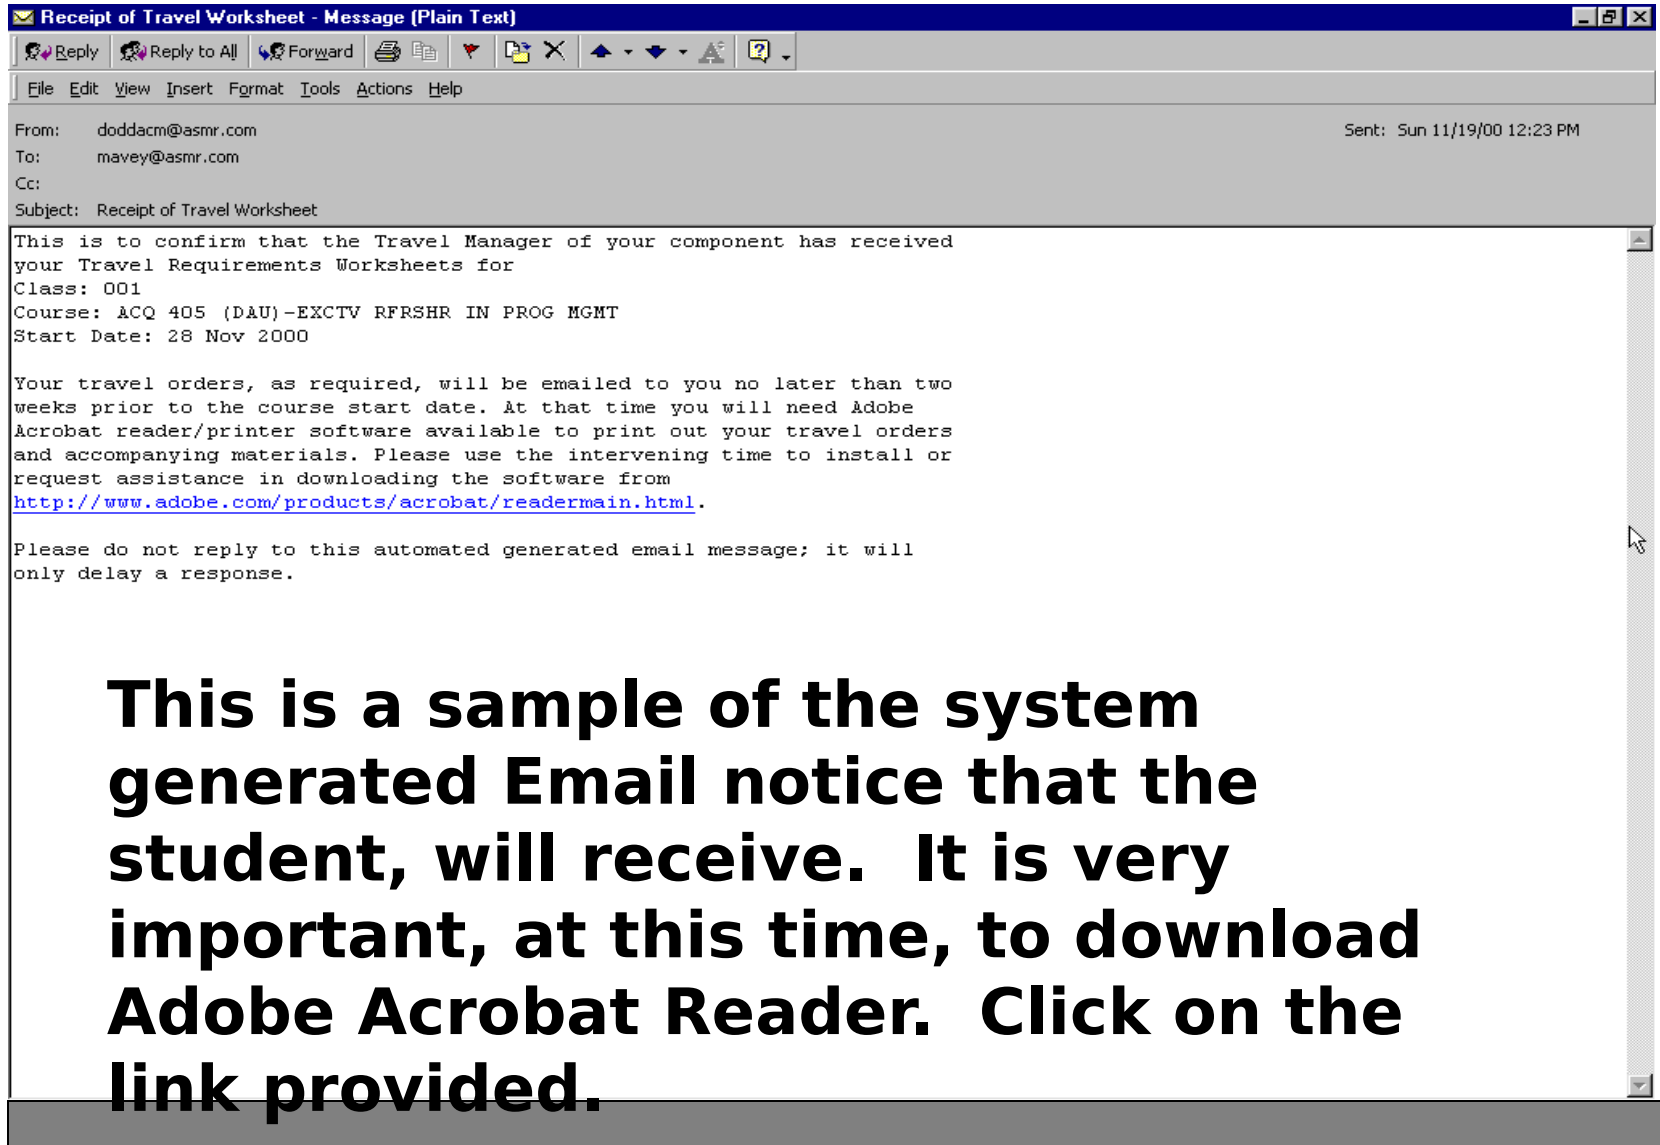 Receipt of Travel Worksheet - Message (Plain Text)
Reply Reply to All Forward
File Edit View Insert Format Tools Actions Help
From: doddacm@asmr.com Sent: Sun 11/19/00 12:23 PM
To: mavey@asmr.com
Cc:
Subject: Receipt of Travel Worksheet
This is to confirm that the Travel Manager of your component has received
your Travel Requirements Worksheets for
Class: 001
Course: ACQ 405 (DAU)-EXCTV RFRSHR IN PROG MGMT
Start Date: 28 Nov 2000
Your travel orders, as required, will be emailed to you no later than two
weeks prior to the course start date. At that time you will need Adobe
Acrobat reader/printer software available to print out your travel orders
and accompanying materials. Please use the intervening time to install or
request assistance in downloading the software from
http://www.adobe.com/products/acrobat/readermain.html.
Please do not reply to this automated generated email message; it will
only delay a response.
This is a sample of the system
generated Email notice that the
student, will receive.  It is very
important, at this time, to download
Adobe Acrobat Reader.  Click on the
link provided.